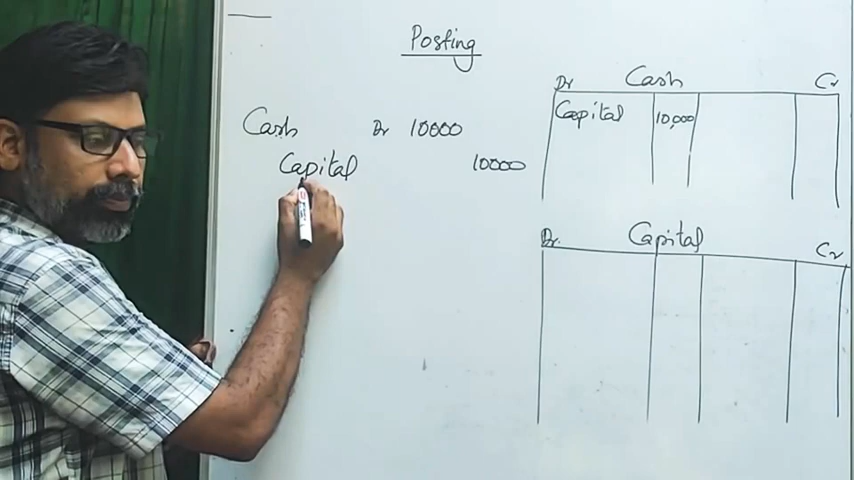 Posting
Cash Dr 10000
Capital 10000
Dr Cash Cr
Capital 10,000
Dr. Capital Cr